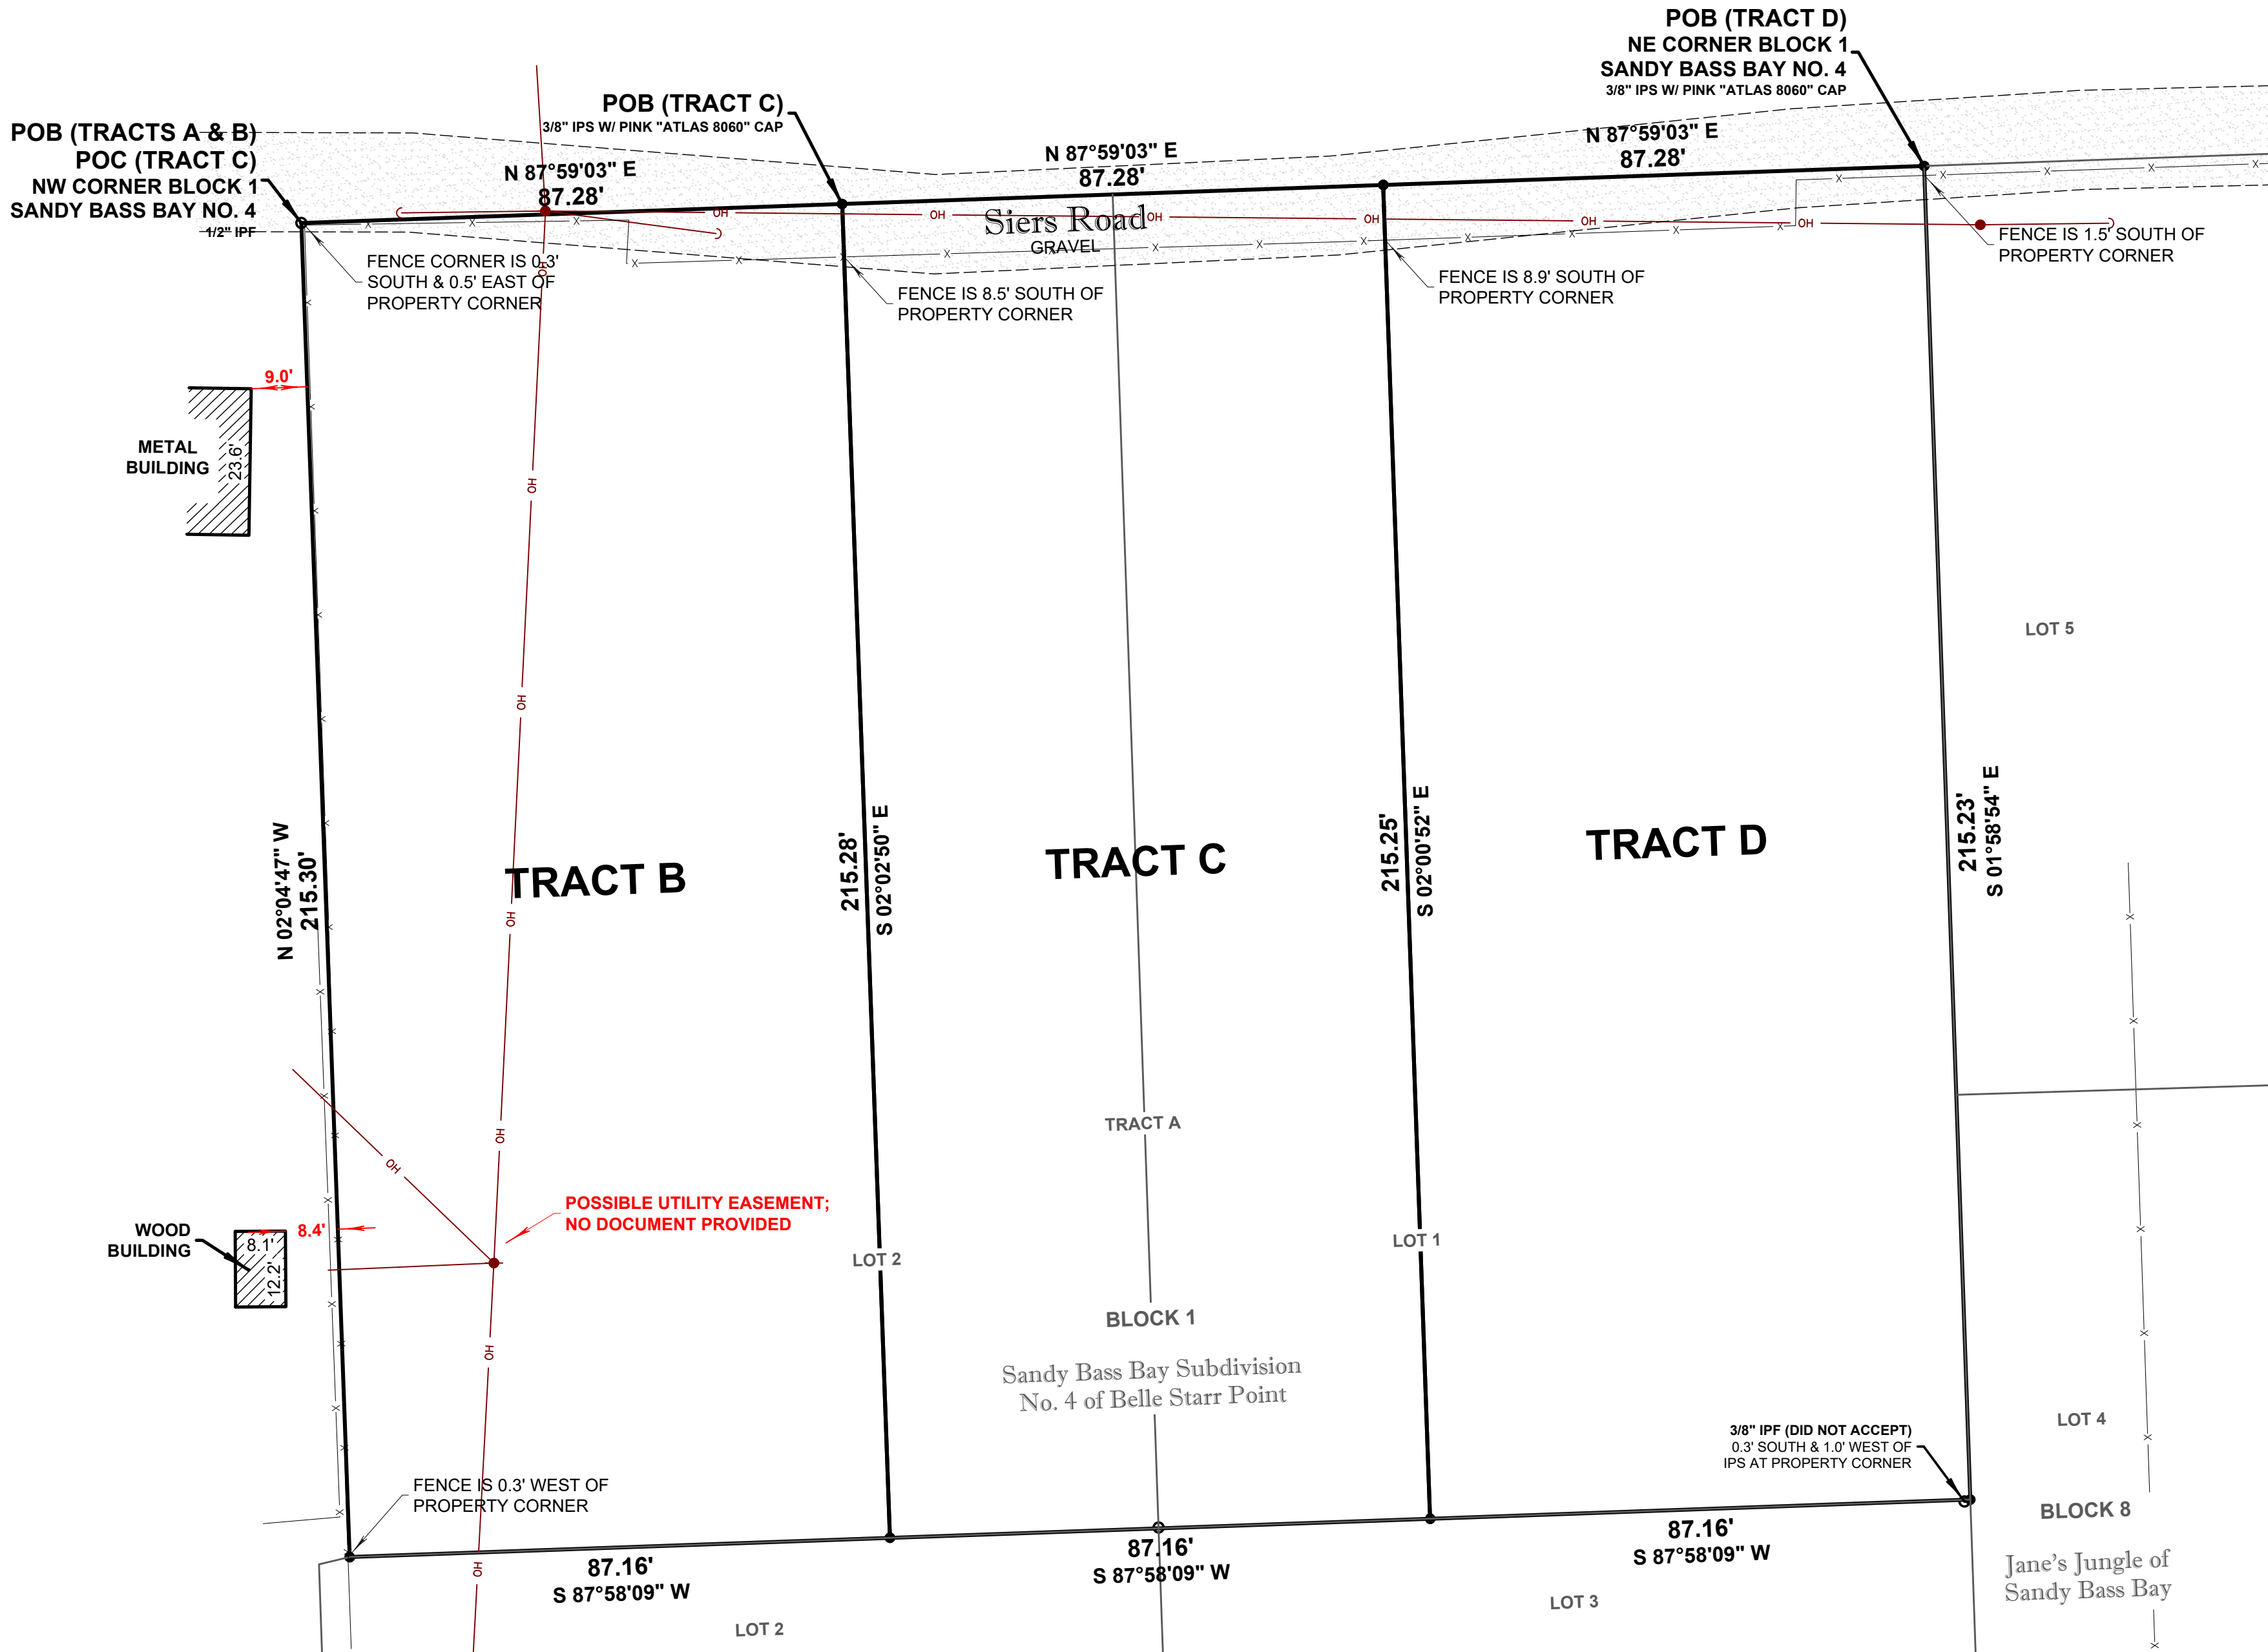 POB (TRACT D)
NE CORNER BLOCK 1
SANDY BASS BAY NO. 4
3/8" IPS W/ PINK "ATLAS 8060" CAP
POB (TRACT C)
3/8" IPS W/ PINK "ATLAS 8060" CAP
POB (TRACTS A & B)
POC (TRACT C)
NW CORNER BLOCK 1
SANDY BASS BAY NO. 4
1/2" IPF
N 87°59'03" E
87.28'
N 87°59'03" E
87.28'
N 87°59'03" E
87.28'
X
X
X
X
X
X
X
OH
OH
OH
OH
OH
OH
Siers Road
GRAVEL
X
X
X
X
X
X
X
X
X
X
X
X
FENCE CORNER IS 0.3'
SOUTH & 0.5' EAST OF
PROPERTY CORNER
OH
FENCE IS 8.5' SOUTH OF
PROPERTY CORNER
FENCE IS 8.9' SOUTH OF
PROPERTY CORNER
FENCE IS 1.5' SOUTH OF
PROPERTY CORNER
9.0'
METAL
BUILDING
23.6'
OH
OH
OH
OH
OH
OH
OH
OH
LOT 5
N 02°04'47" W
215.30'
TRACT B
215.28'
S 02°02'50" E
TRACT C
215.25'
S 02°00'52" E
TRACT D
215.23'
S 01°58'54" E
TRACT A
WOOD
BUILDING
8.1'
12.2'
8.4'
POSSIBLE UTILITY EASEMENT;
NO DOCUMENT PROVIDED
LOT 2
LOT 1
BLOCK 1
Sandy Bass Bay Subdivision
No. 4 of Belle Starr Point
3/8" IPF (DID NOT ACCEPT)
0.3' SOUTH & 1.0' WEST OF
IPS AT PROPERTY CORNER
LOT 4
FENCE IS 0.3' WEST OF
PROPERTY CORNER
BLOCK 8
Jane's Jungle of
Sandy Bass Bay
87.16'
S 87°58'09" W
87.16'
S 87°58'09" W
87.16'
S 87°58'09" W
LOT 2
LOT 3